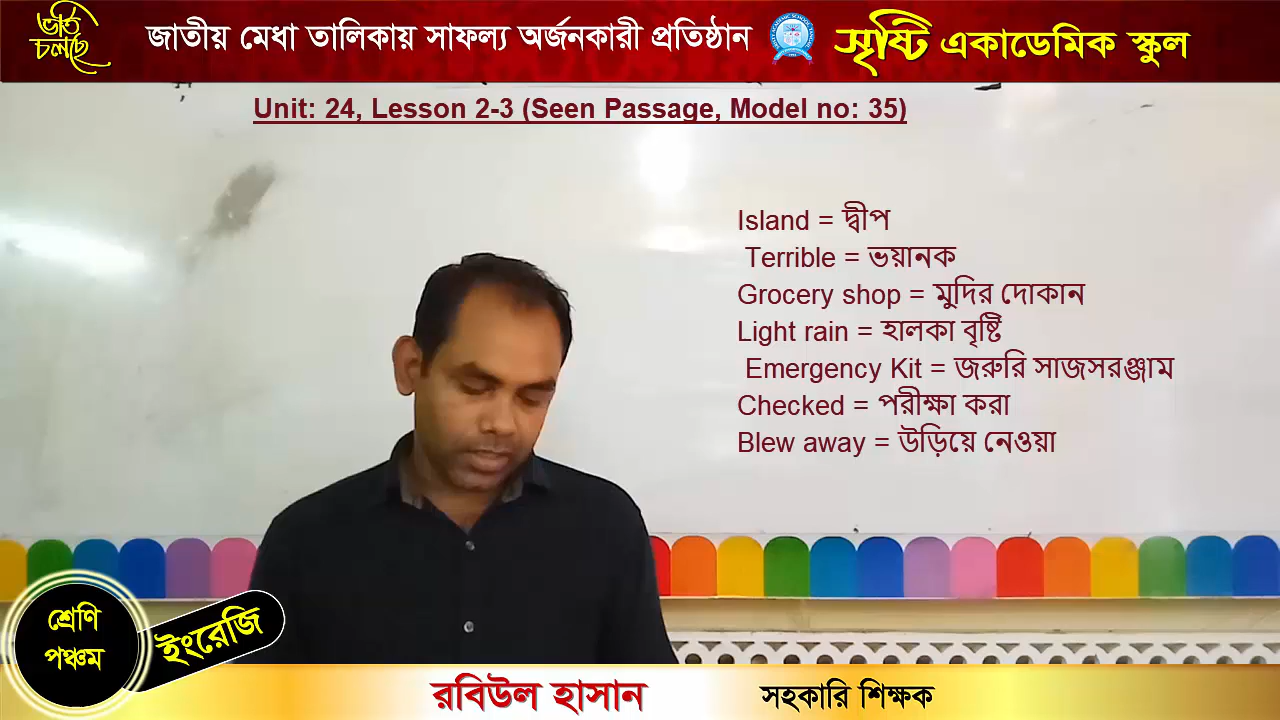 ভর্তি
চলছে
জাতীয় মেধা তালিকায় সাফল্য অর্জনকারী প্রতিষ্ঠান
সৃষ্টি একাডেমিক স্কুল
Unit: 24, Lesson 2-3 (Seen Passage, Model no: 35)
Island = দ্বীপ
Terrible = ভয়ানক
Grocery shop = মুদির দোকান
Light rain = হালকা বৃষ্টি
Emergency Kit = জরুরি সাজসরঞ্জাম
Checked = পরীক্ষা করা
Blew away = উড়িয়ে নেওয়া
শ্রেণি
পঞ্চম
ইংরেজি
রবিউল হাসান
সহকারি শিক্ষক